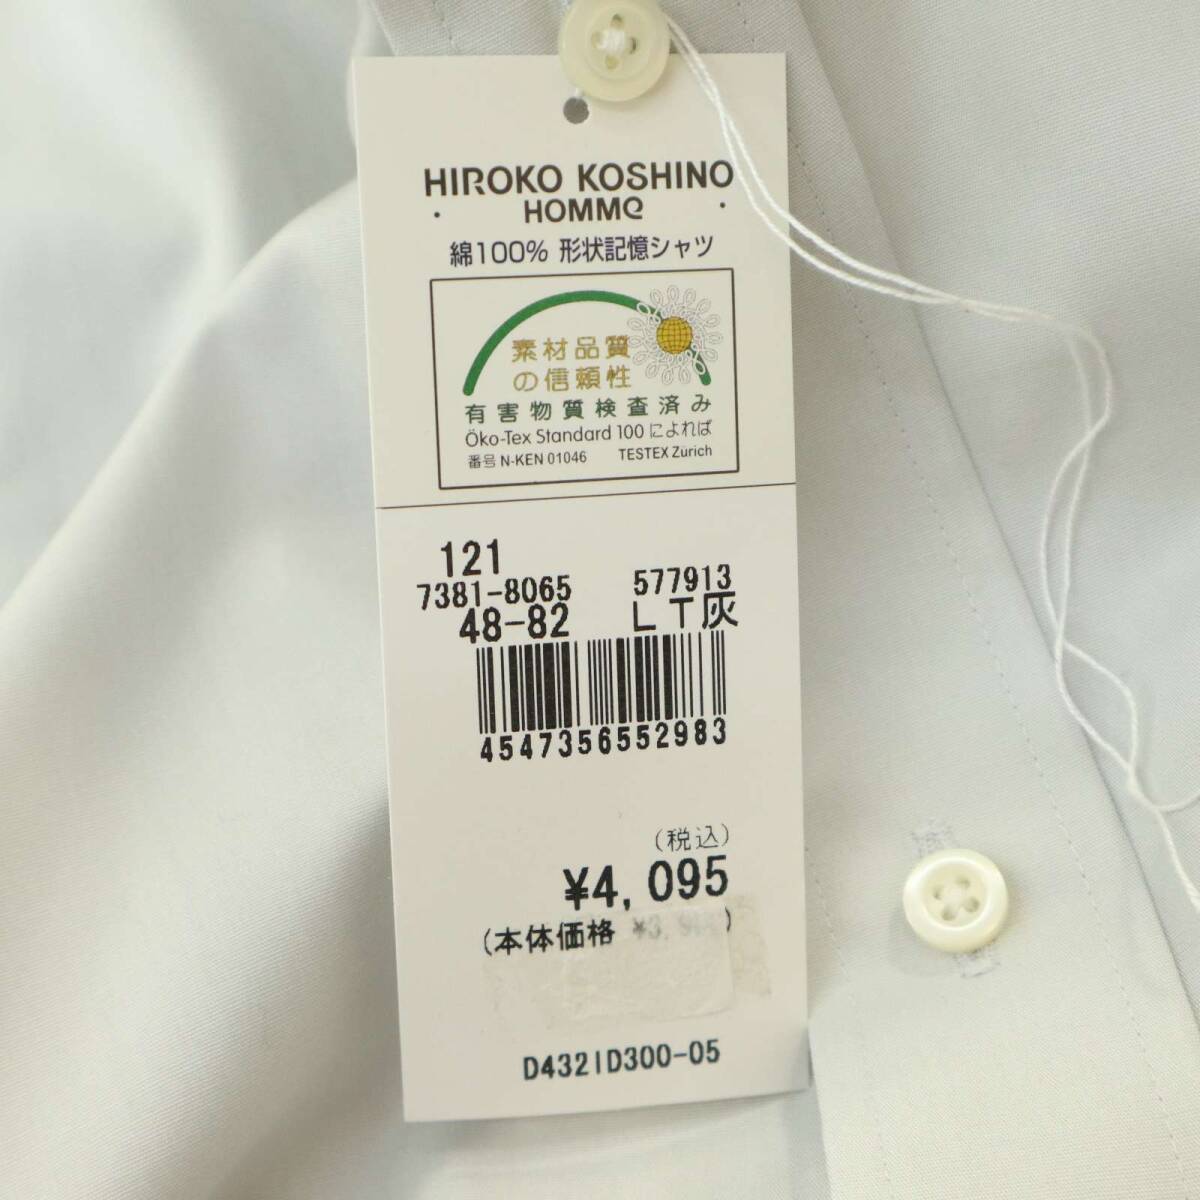 HIROKO KOSHINO
HOMME
綿100% 形状記憶シャツ
素材品質
の信頼性
有害物質検査済み
Öko-Tex Standard 100 によれば
番号 N-KEN 01046 TESTEX Zürich
121
7381-8065 577913
48-82 LT灰
4547356552983
(税込)
¥4,095
(本体価格 )
D432ID300-05